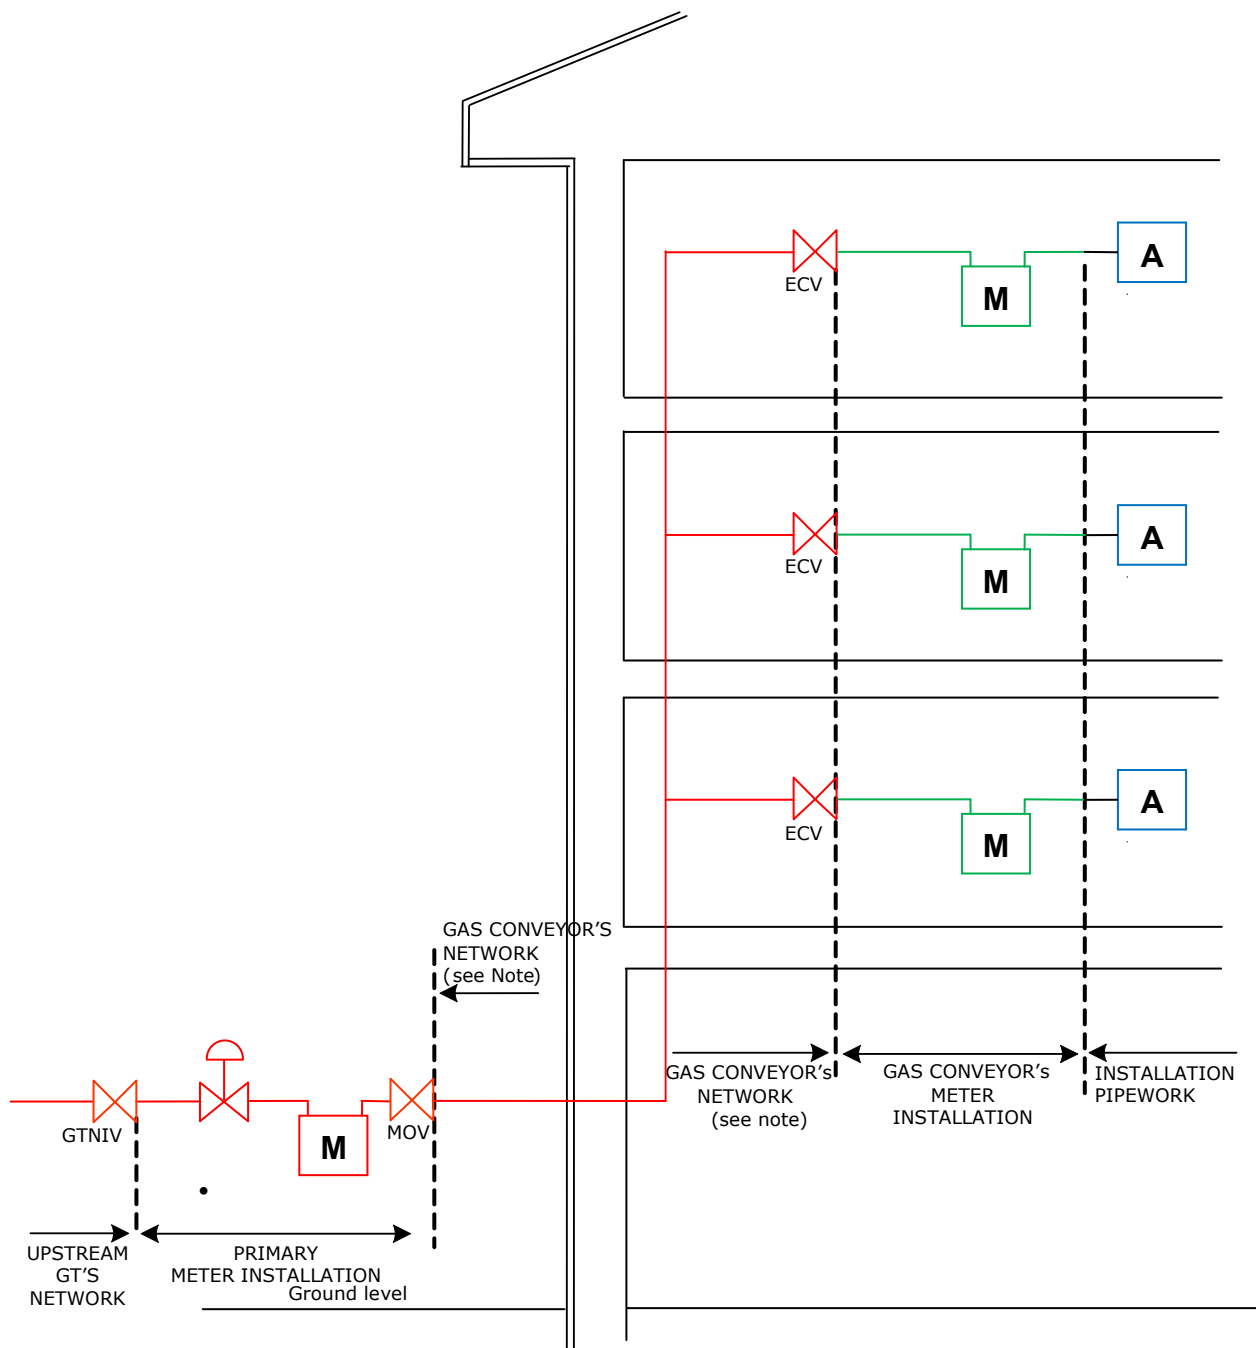 A
ECV
M
A
ECV
M
A
ECV
M
GAS CONVEYOR'S
NETWORK
(see Note)
GAS CONVEYOR's
NETWORK
(see note)
GAS CONVEYOR's
METER
INSTALLATION
INSTALLATION
PIPEWORK
GTNIV
M
MOV
UPSTREAM
GT'S
NETWORK
PRIMARY
METER INSTALLATION
Ground level